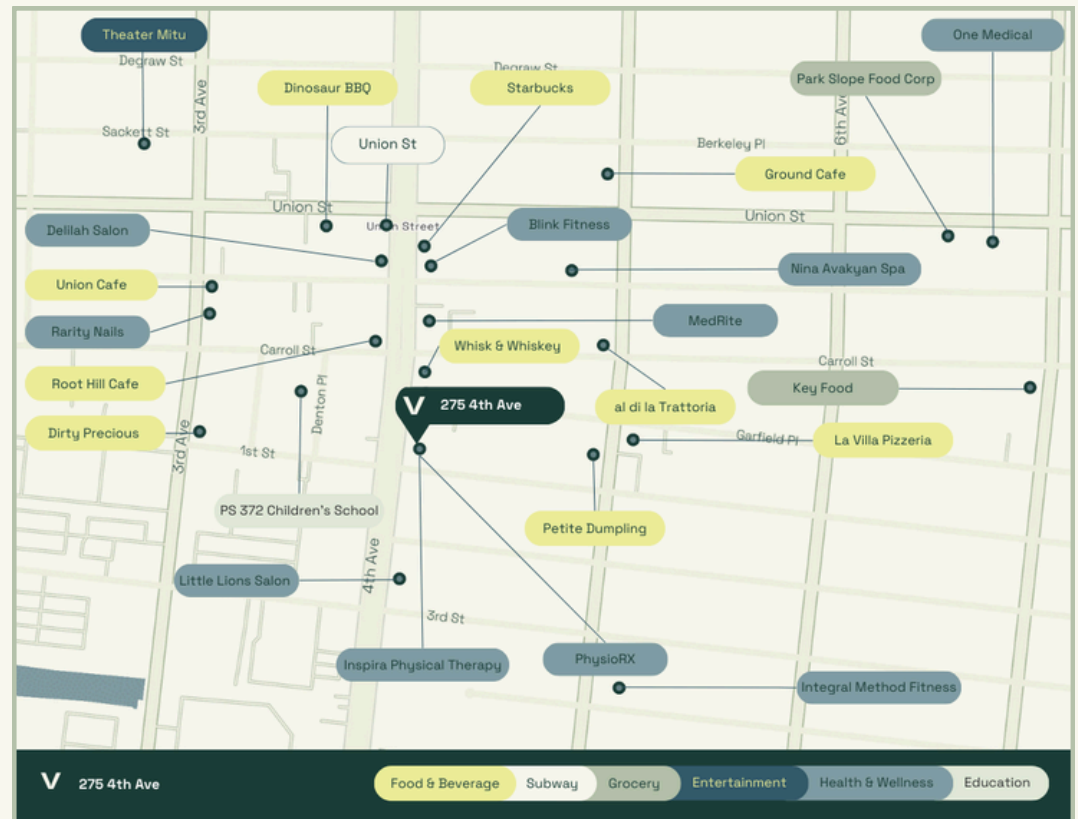 Theater Mitu
One Medical
Degraw St
Degraw St
Park Slope Food Corp
Dinosaur BBQ
Starbucks
3rd Ave
6th Ave
Sackett St
Union St
Berkeley Pl
Ground Cafe
Union St
Union St
Union Street
Blink Fitness
Delilah Salon
Nina Avakyan Spa
Union Cafe
Rarity Nails
MedRite
Whisk & Whiskey
Carroll St
Carroll St
Root Hill Cafe
Key Food
Denton Pl
V 275 4th Ave
al di la Trattoria
Dirty Precious
3rd Ave
Garfield Pl
La Villa Pizzeria
1st St
PS 372 Children's School
Petite Dumpling
4th Ave
Little Lions Salon
3rd St
Inspira Physical Therapy
PhysioRX
Integral Method Fitness
V 275 4th Ave
Food & Beverage
Subway
Grocery
Entertainment
Health & Wellness
Education